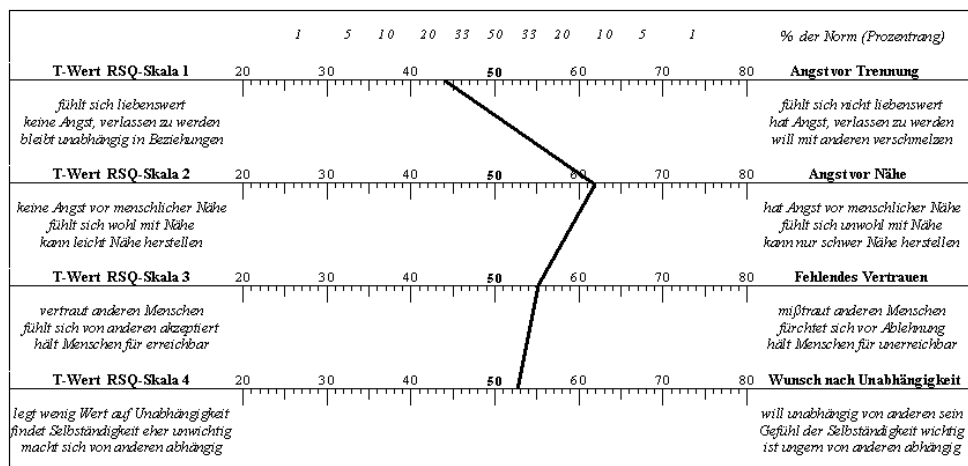 1 5 10 20 33 50 33 20 10 5 1 % der Norm (Prozentrang)
T-Wert RSQ-Skala 1 20 30 40 50 60 70 80 Angst vor Trennung
fühlt sich liebenswert
keine Angst, verlassen zu werden
bleibt unabhängig in Beziehungen
fühlt sich nicht liebenswert
hat Angst, verlassen zu werden
will mit anderen verschmelzen
T-Wert RSQ-Skala 2 20 30 40 50 60 70 80 Angst vor Nähe
keine Angst vor menschlicher Nähe
fühlt sich wohl mit Nähe
kann leicht Nähe herstellen
hat Angst vor menschlicher Nähe
fühlt sich unwohl mit Nähe
kann nur schwer Nähe herstellen
T-Wert RSQ-Skala 3 20 30 40 50 60 70 80 Fehlendes Vertrauen
vertraut anderen Menschen
fühlt sich von anderen akzeptiert
hält Menschen für erreichbar
mißtraut anderen Menschen
fürchtet sich vor Ablehnung
hält Menschen für unerreichbar
T-Wert RSQ-Skala 4 20 30 40 50 60 70 80 Wunsch nach Unabhängigkeit
legt wenig Wert auf Unabhängigkeit
findet Selbständigkeit eher unwichtig
macht sich von anderen abhängig
will unabhängig von anderen sein
Gefühl der Selbständigkeit wichtig
ist ungern von anderen abhängig